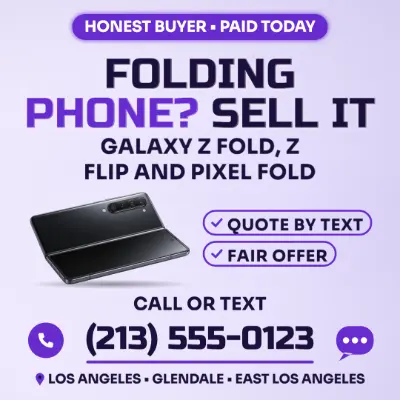 HONEST BUYER ▪ PAID TODAY
FOLDING
PHONE? SELL IT
GALAXY Z FOLD, Z
FLIP AND PIXEL FOLD
QUOTE BY TEXT
FAIR OFFER
CALL OR TEXT
(213) 555-0123
LOS ANGELES ▪ GLENDALE ▪ EAST LOS ANGELES